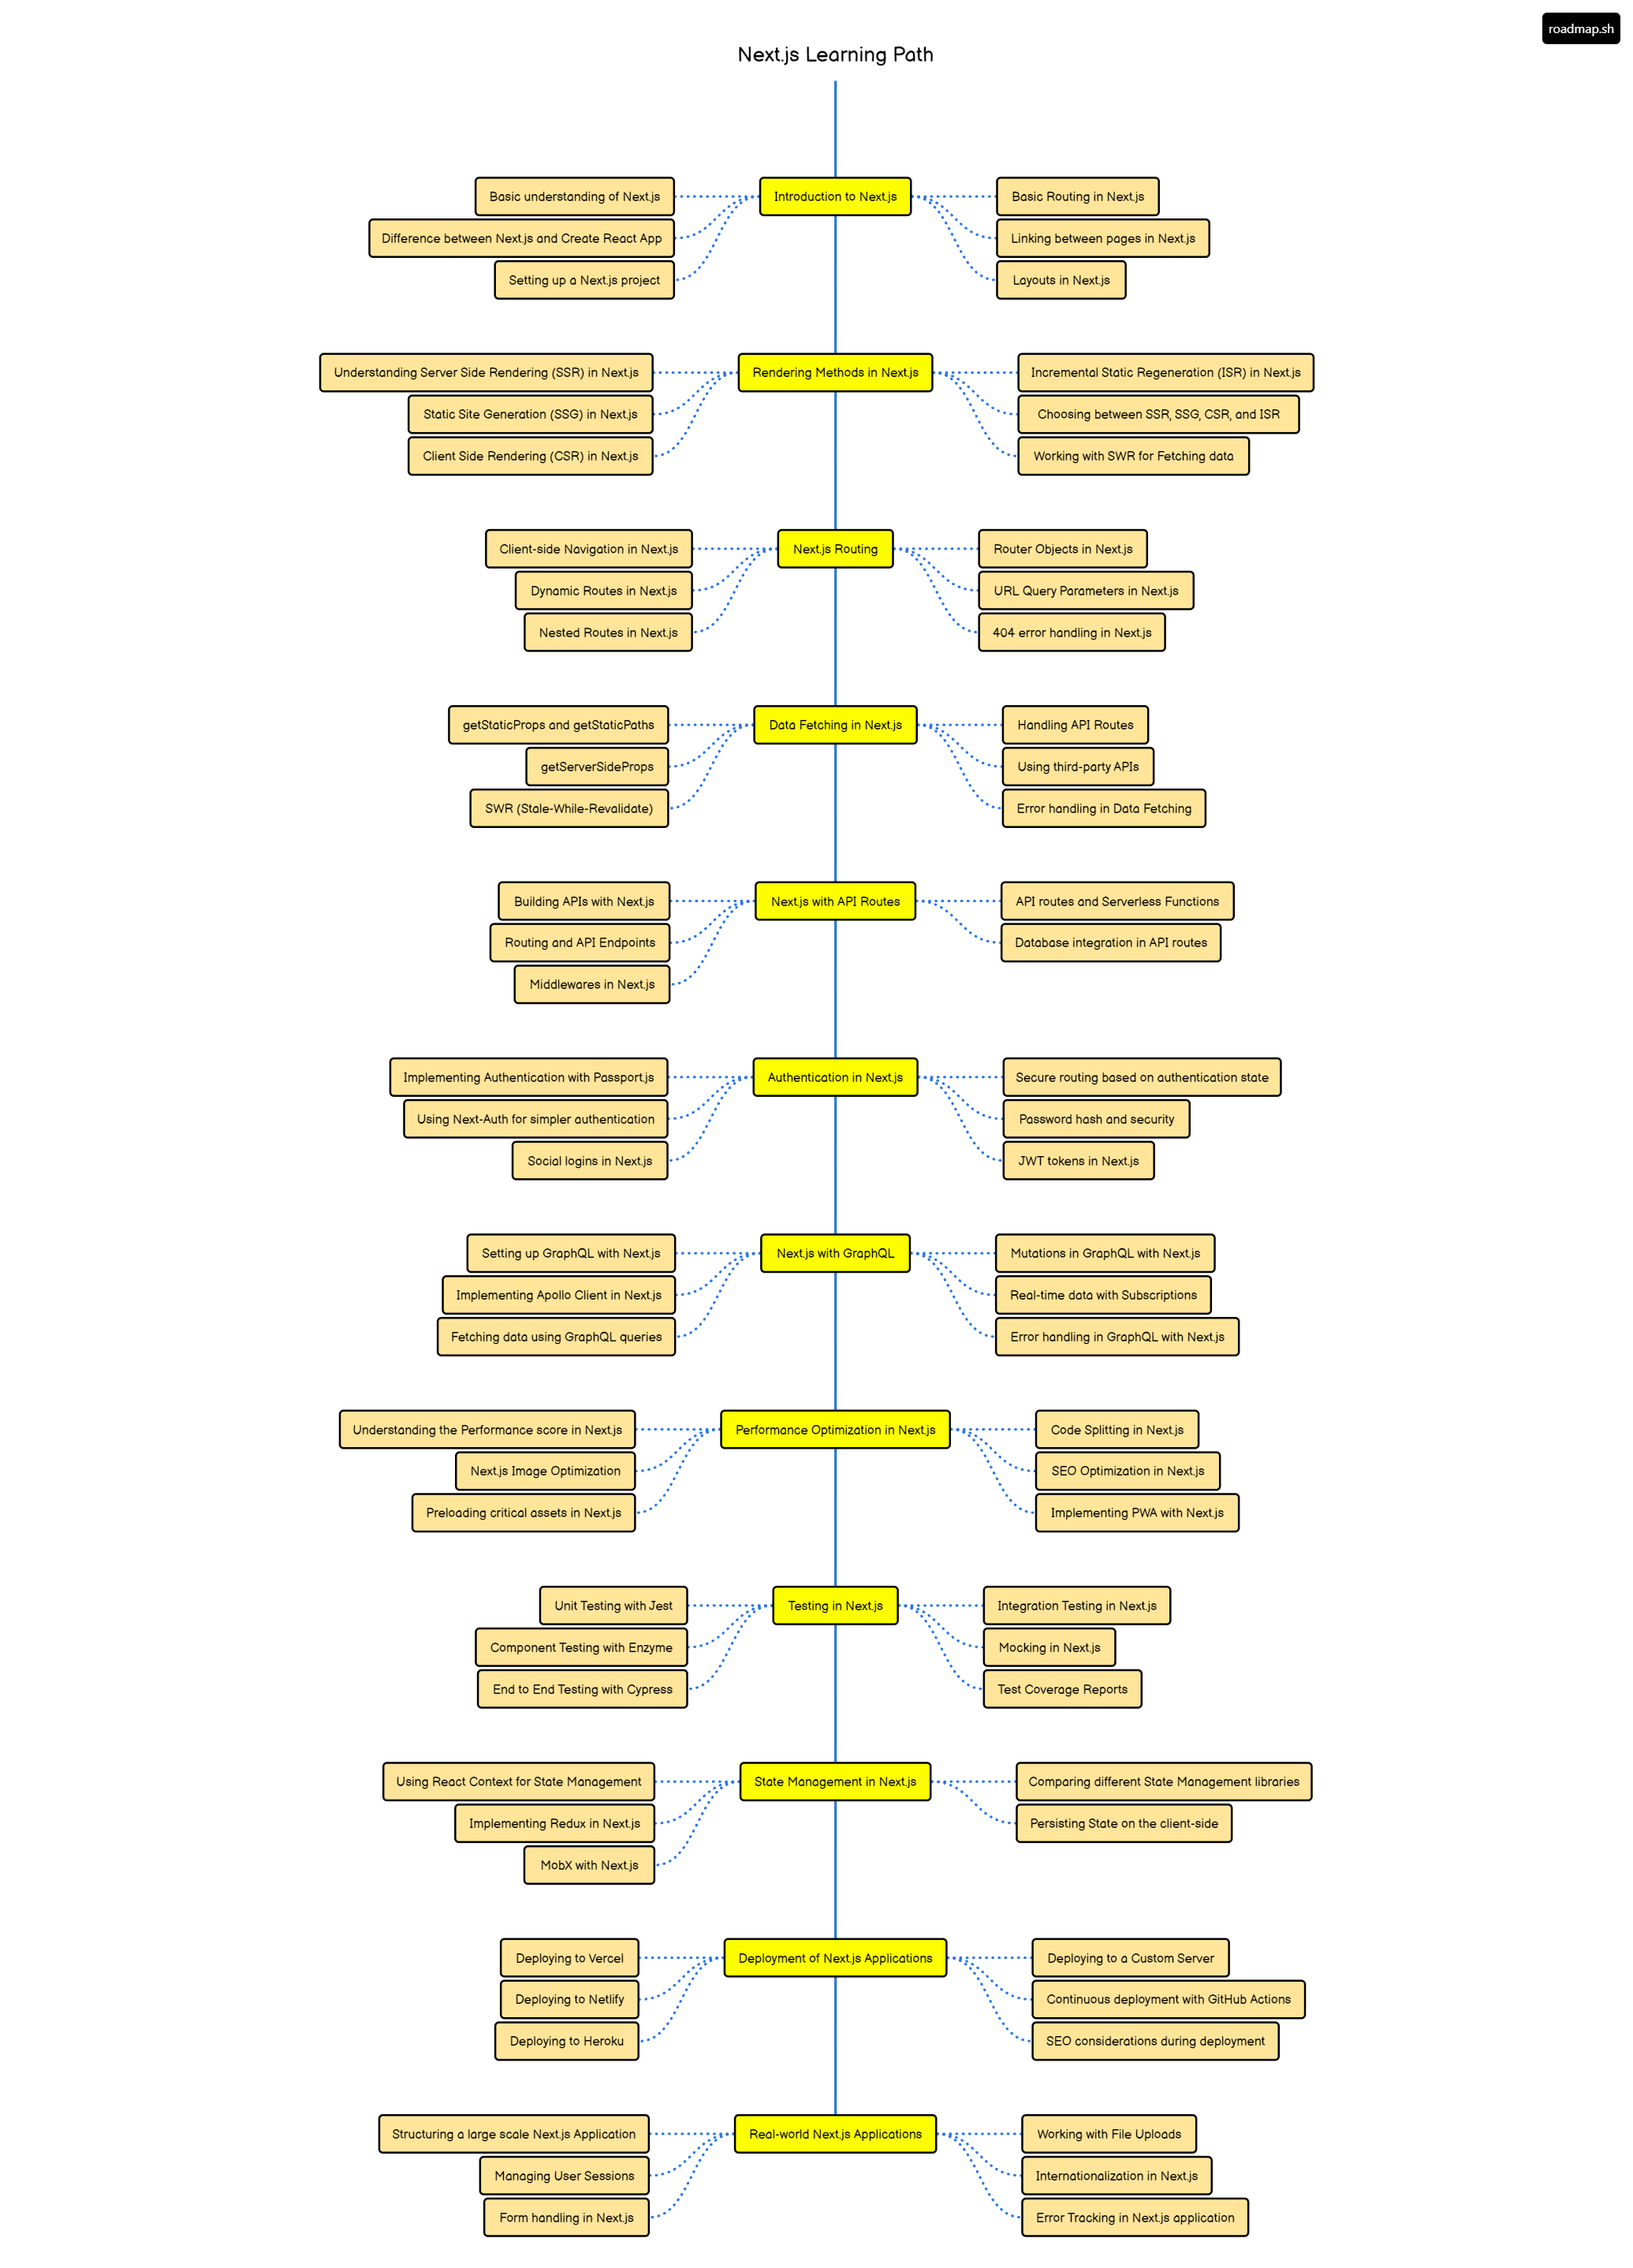 roadmap.sh
Next.js Learning Path
Introduction to Next.js
Basic understanding of Next.js
Difference between Next.js and Create React App
Setting up a Next.js project
Basic Routing in Next.js
Linking between pages in Next.js
Layouts in Next.js
Rendering Methods in Next.js
Understanding Server Side Rendering (SSR) in Next.js
Static Site Generation (SSG) in Next.js
Client Side Rendering (CSR) in Next.js
Incremental Static Regeneration (ISR) in Next.js
Choosing between SSR, SSG, CSR, and ISR
Working with SWR for Fetching data
Next.js Routing
Client-side Navigation in Next.js
Dynamic Routes in Next.js
Nested Routes in Next.js
Router Objects in Next.js
URL Query Parameters in Next.js
404 error handling in Next.js
Data Fetching in Next.js
getStaticProps and getStaticPaths
getServerSideProps
SWR (Stale-While-Revalidate)
Handling API Routes
Using third-party APIs
Error handling in Data Fetching
Next.js with API Routes
Building APIs with Next.js
Routing and API Endpoints
Middlewares in Next.js
API routes and Serverless Functions
Database integration in API routes
Authentication in Next.js
Implementing Authentication with Passport.js
Using Next-Auth for simpler authentication
Social logins in Next.js
Secure routing based on authentication state
Password hash and security
JWT tokens in Next.js
Next.js with GraphQL
Setting up GraphQL with Next.js
Implementing Apollo Client in Next.js
Fetching data using GraphQL queries
Mutations in GraphQL with Next.js
Real-time data with Subscriptions
Error handling in GraphQL with Next.js
Performance Optimization in Next.js
Understanding the Performance score in Next.js
Next.js Image Optimization
Preloading critical assets in Next.js
Code Splitting in Next.js
SEO Optimization in Next.js
Implementing PWA with Next.js
Testing in Next.js
Unit Testing with Jest
Component Testing with Enzyme
End to End Testing with Cypress
Integration Testing in Next.js
Mocking in Next.js
Test Coverage Reports
State Management in Next.js
Using React Context for State Management
Implementing Redux in Next.js
MobX with Next.js
Comparing different State Management libraries
Persisting State on the client-side
Deployment of Next.js Applications
Deploying to Vercel
Deploying to Netlify
Deploying to Heroku
Deploying to a Custom Server
Continuous deployment with GitHub Actions
SEO considerations during deployment
Real-world Next.js Applications
Structuring a large scale Next.js Application
Managing User Sessions
Form handling in Next.js
Working with File Uploads
Internationalization in Next.js
Error Tracking in Next.js application